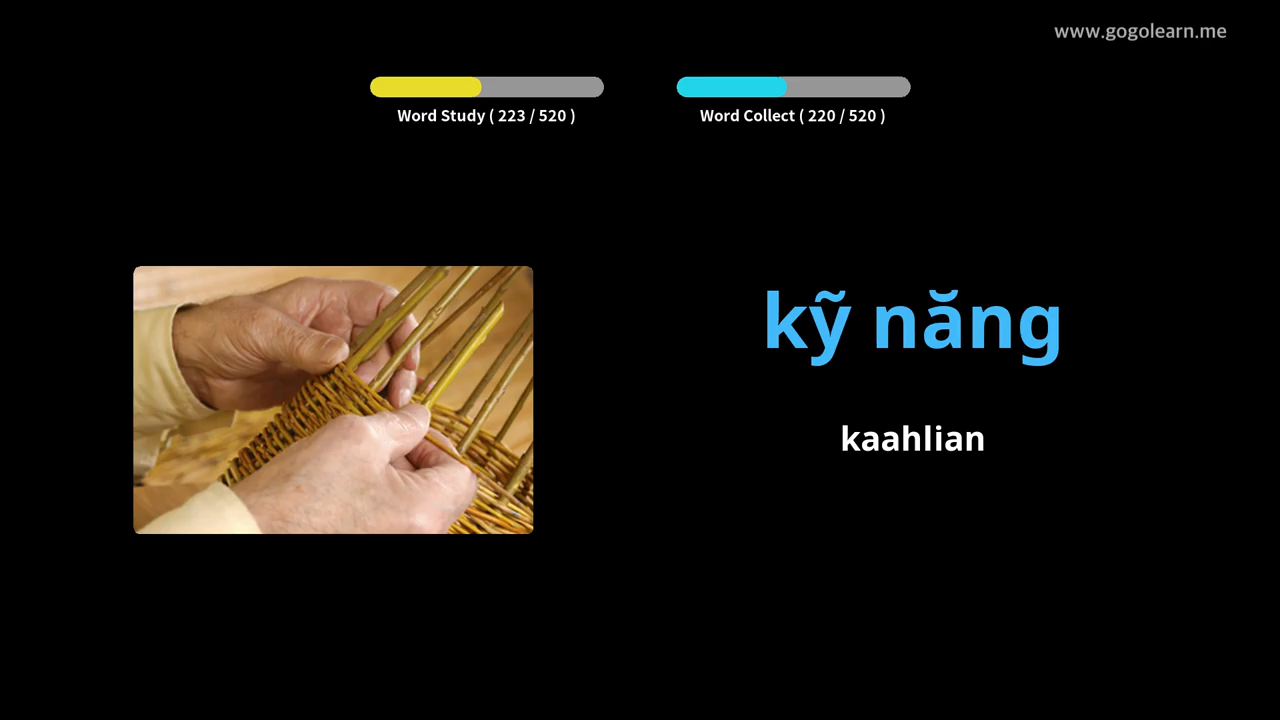 www.gogolearn.me
Word Study ( 223 / 520 )
Word Collect ( 220 / 520 )
kỹ năng
kaahlian